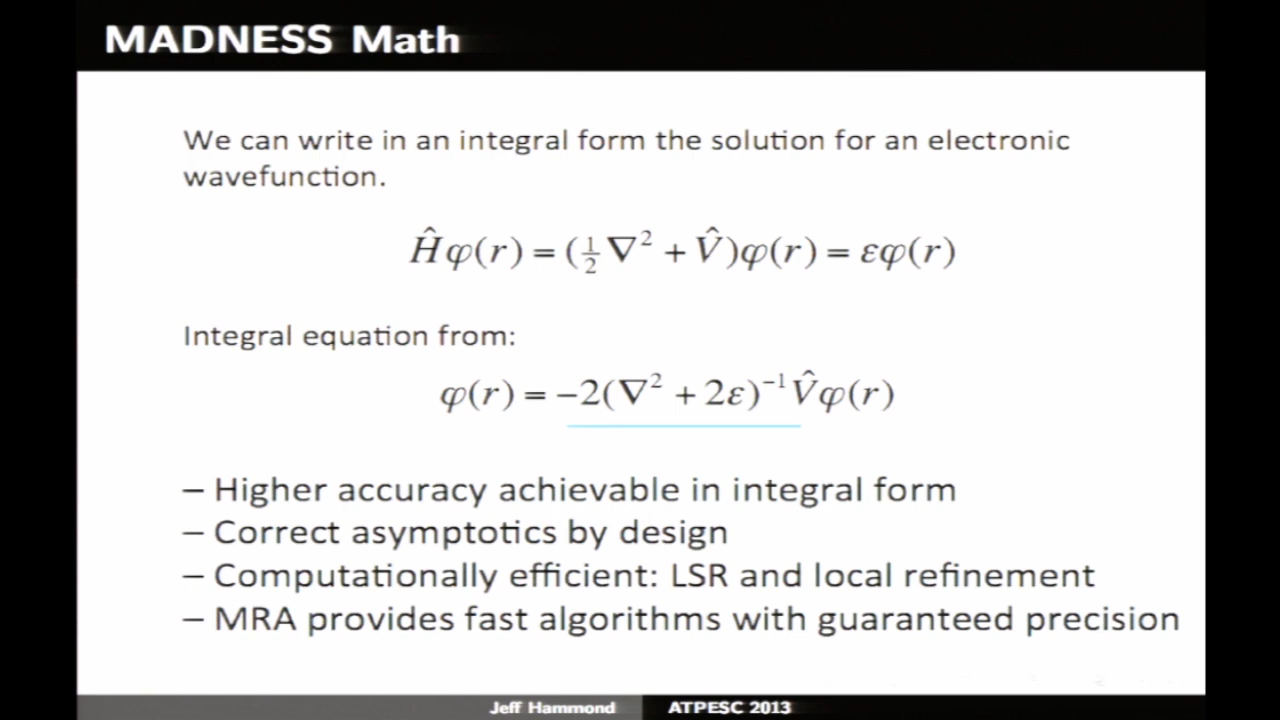 MADNESS Math
We can write in an integral form the solution for an electronic
wavefunction.
Ĥφ(r) = (½ ∇² + V̂)φ(r) = εφ(r)
Integral equation from:
φ(r) = −2(∇² + 2ε)⁻¹ V̂φ(r)
– Higher accuracy achievable in integral form
– Correct asymptotics by design
– Computationally efficient: LSR and local refinement
– MRA provides fast algorithms with guaranteed precision
Jeff Hammond ATPESC 2013